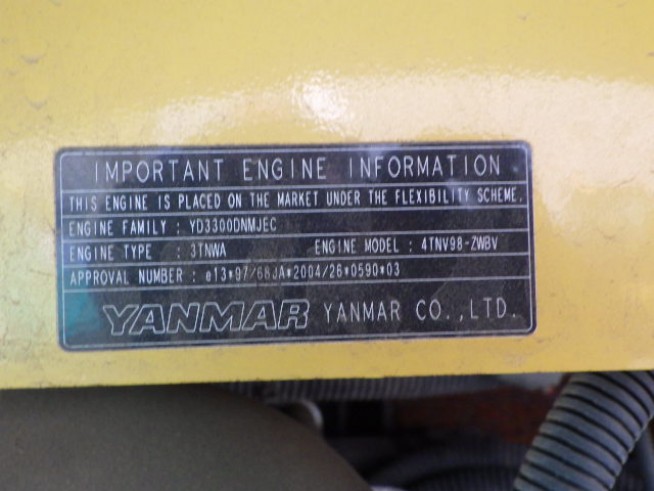 IMPORTANT ENGINE INFORMATION
THIS ENGINE IS PLACED ON THE MARKET UNDER THE FLEXIBILITY SCHEME.
ENGINE FAMILY : YD3300DNMJEC
ENGINE TYPE : 3TNWA ENGINE MODEL : 4TNV98-ZWBV
APPROVAL NUMBER : e13*97/68JA*2004/26*0590*03
YANMAR YANMAR CO.,LTD.